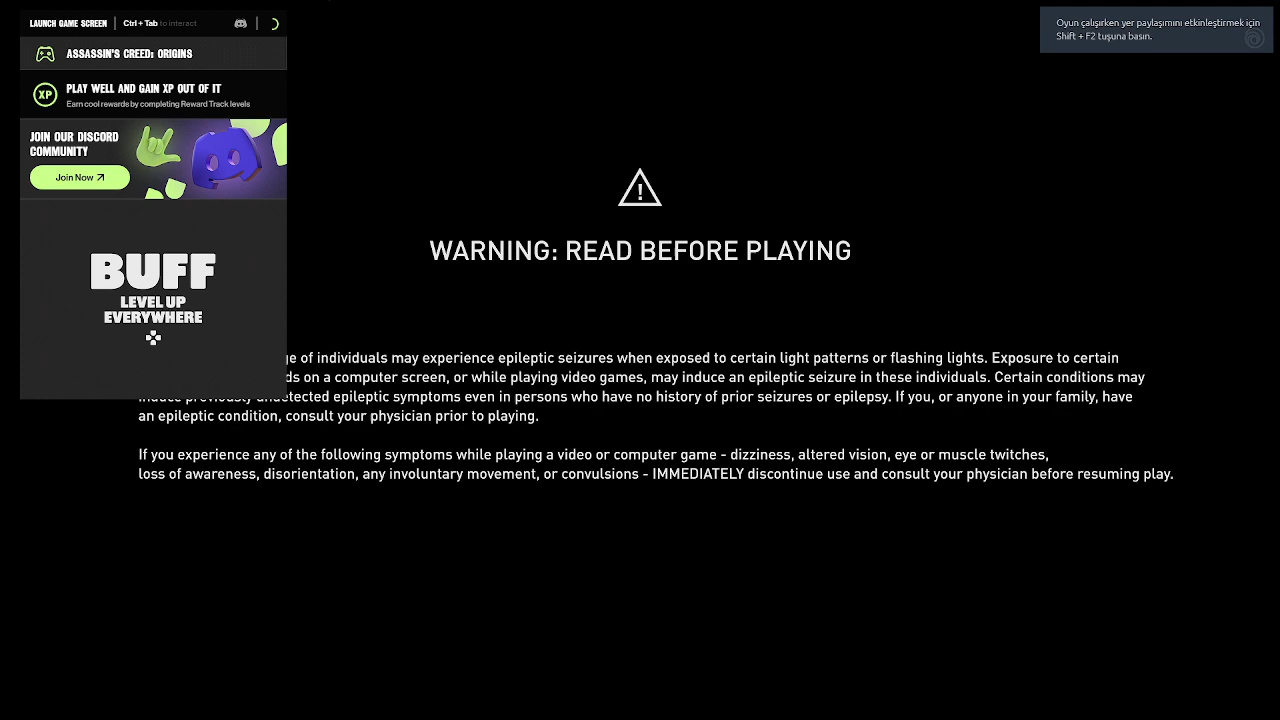 LAUNCH GAME SCREEN
Ctrl + Tab to interact
ASSASSIN'S CREED: ORIGINS
XP
PLAY WELL AND GAIN XP OUT OF IT
Earn cool rewards by completing Reward Track levels
JOIN OUR DISCORD
COMMUNITY
Join Now
BUFF
LEVEL UP
EVERYWHERE
Oyun çalışırken yer paylaşımını etkinleştirmek için
Shift + F2 tuşuna basın.
WARNING: READ BEFORE PLAYING
of individuals may experience epileptic seizures when exposed to certain light patterns or flashing lights. Exposure to certain
on a computer screen, or while playing video games, may induce an epileptic seizure in these individuals. Certain conditions may
induce previously undetected epileptic symptoms even in persons who have no history of prior seizures or epilepsy. If you, or anyone in your family, have
an epileptic condition, consult your physician prior to playing.
If you experience any of the following symptoms while playing a video or computer game - dizziness, altered vision, eye or muscle twitches,
loss of awareness, disorientation, any involuntary movement, or convulsions - IMMEDIATELY discontinue use and consult your physician before resuming play.